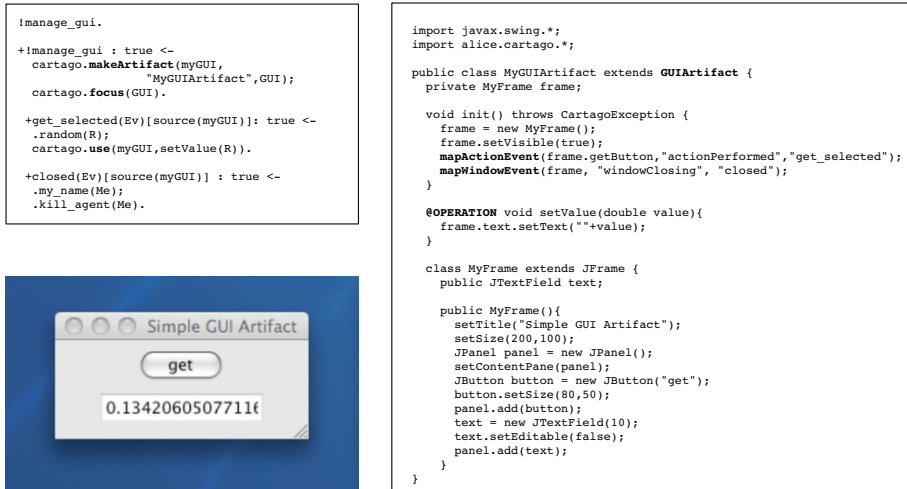 !manage_gui.
+!manage_gui : true <-
cartago.makeArtifact(myGUI,
"MyGUIArtifact",GUI);
cartago.focus(GUI).
+get_selected(Ev)[source(myGUI)]: true <-
.random(R);
cartago.use(myGUI,setValue(R)).
+closed(Ev)[source(myGUI)] : true <-
.my_name(Me);
.kill_agent(Me).
Simple GUI Artifact
get
import javax.swing.*;
import alice.cartago.*;
public class MyGUIArtifact extends GUIArtifact {
private MyFrame frame;
void init() throws CartagoException {
frame = new MyFrame();
frame.setVisible(true);
mapActionEvent(frame.getButton,"actionPerformed","get_selected");
mapWindowEvent(frame, "windowClosing", "closed");
}
@OPERATION void setValue(double value){
frame.text.setText(""+value);
}
class MyFrame extends JFrame {
public JTextField text;
public MyFrame(){
setTitle("Simple GUI Artifact");
setSize(200,100);
JPanel panel = new JPanel();
setContentPane(panel);
JButton button = new JButton("get");
button.setSize(80,50);
panel.add(button);
text = new JTextField(10);
text.setEditable(false);
panel.add(text);
}
}